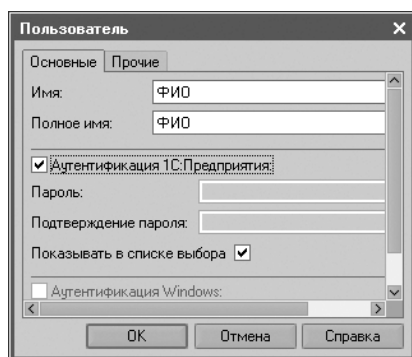 Пользователь
Основные Прочие
Имя: ФИО
Полное имя: ФИО
Аутентификация 1С:Предприятия:
Пароль:
Подтверждение пароля:
Показывать в списке выбора
Аутентификация Windows:
OK Отмена Справка